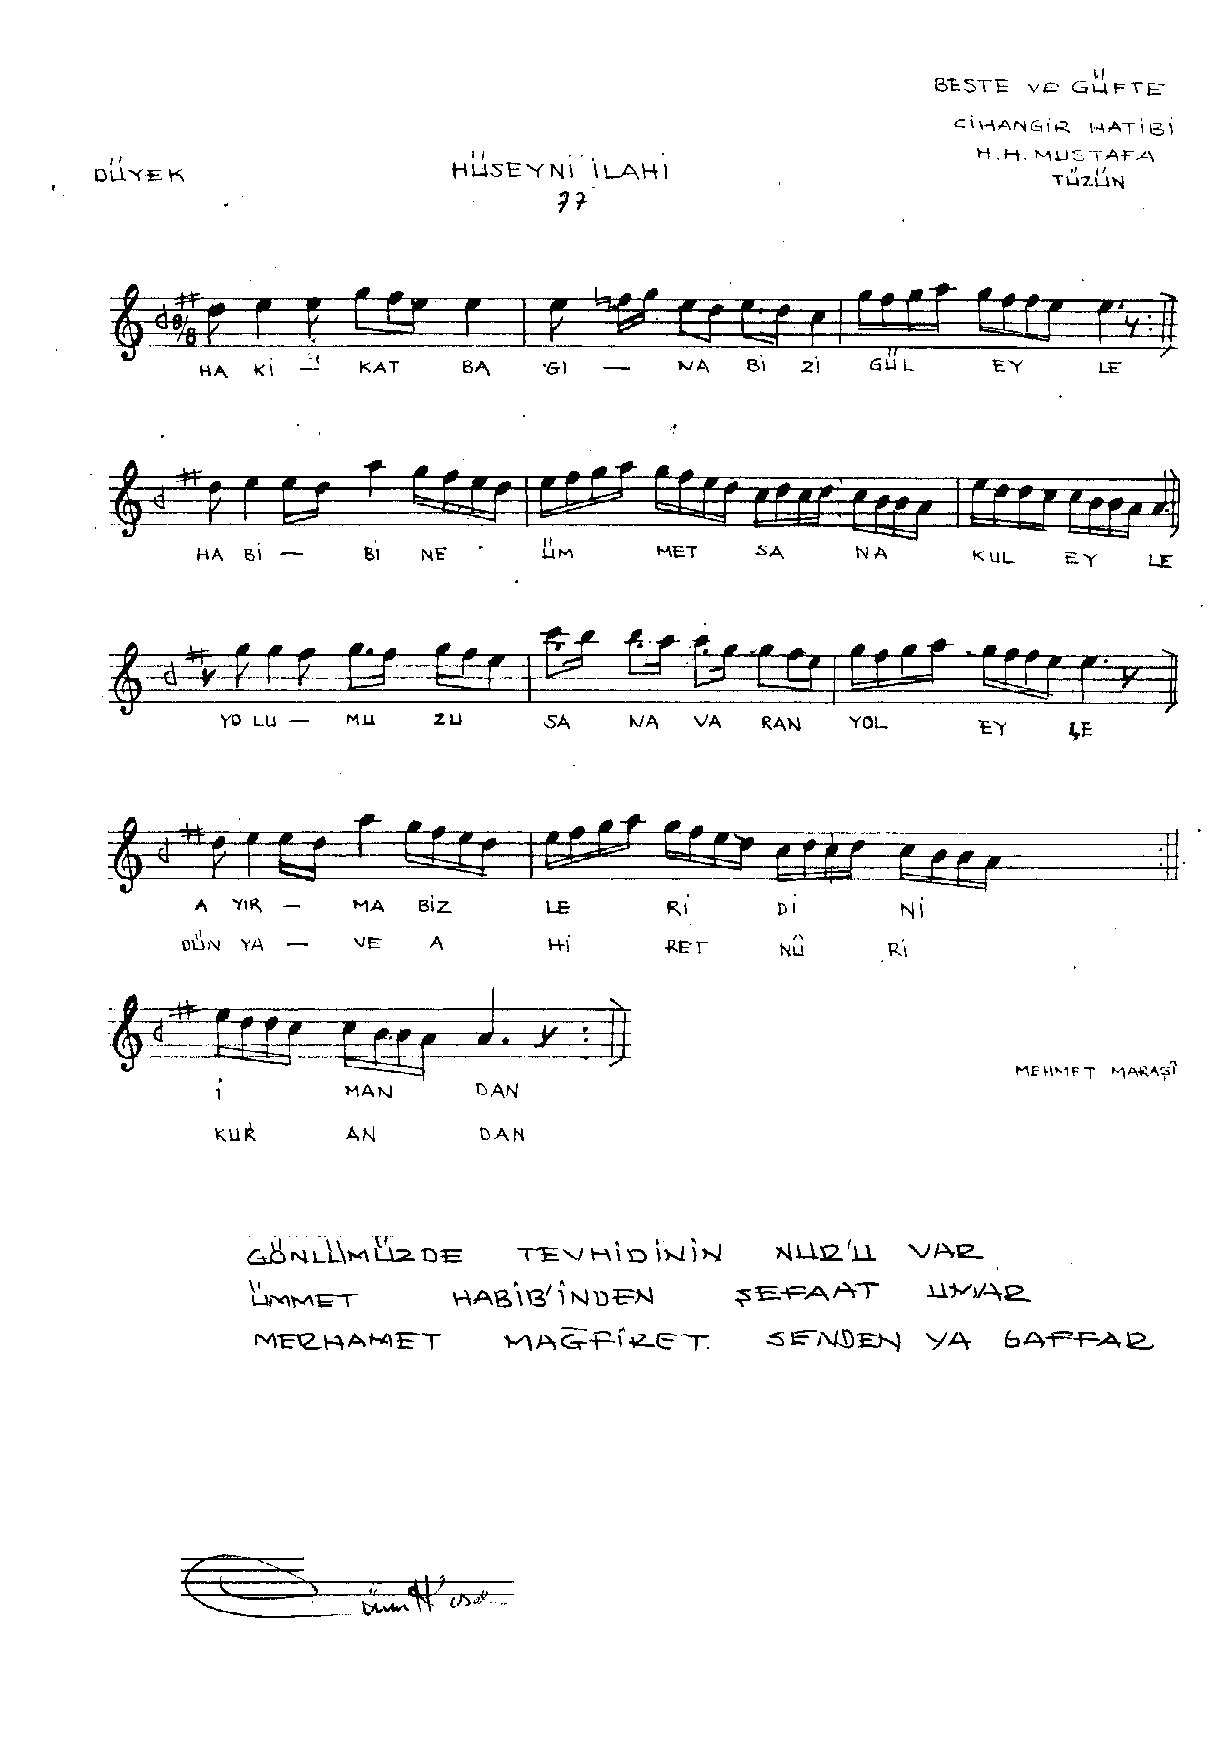 BESTE VE GÜFTE
CİHANGİR HATİBİ
H.H. MUSTAFA
TÜZÜN
DÜYEK
HÜSEYNİ İLAHİ
77
8/8
HA Kİ — KAT BA GI — NA Bİ Zİ GÜL EY LE
HA Bİ — Bİ NE ÜM MET SA NA KUL EY LE
YO LU — MU ZU SA NA VA RAN YOL EY LE
A YIR — MA BİZ LE Rİ Dİ Nİ
DÜN YA — VE A Hİ RET NÛ Rİ
İ MAN DAN
MEHMET MARAŞÎ
KUR AN DAN
GÖNLÜMÜZDE TEVHİDİNİN NUR'U VAR
ÜMMET HABİB'İNDEN ŞEFAAT UMAR
MERHAMET MAĞFİRET SENDEN YA GAFFAR